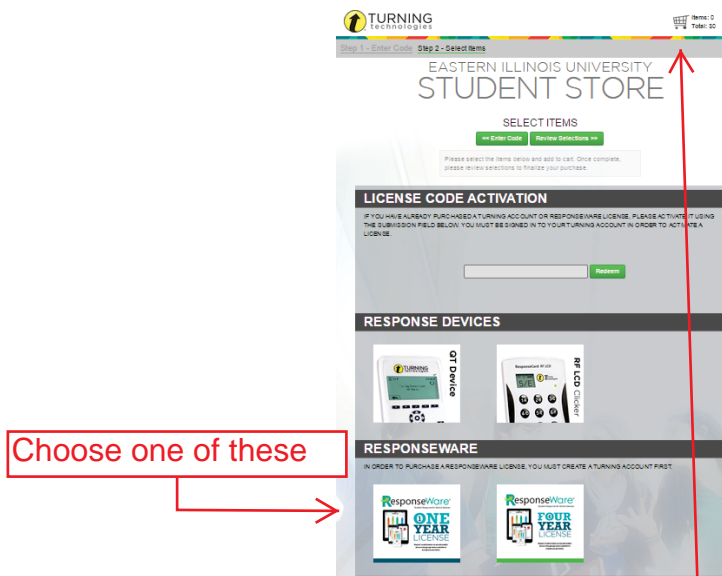 TURNING
technologies
Items: 0
Total: $0
Step 1 - Enter Code Step 2 - Select Items
EASTERN ILLINOIS UNIVERSITY
STUDENT STORE
SELECT ITEMS
<< Enter Code Review Selections >>
Please select the items below and add to cart. Once complete,
please review selections to finalize your purchase.
LICENSE CODE ACTIVATION
IF YOU HAVE ALREADY PURCHASED A TURNING ACCOUNT OR RESPONSEWARE LICENSE, PLEASE ACTIVATE IT USING
THE SUBMISSION FIELD BELOW. YOU MUST BE SIGNED IN TO YOUR TURNING ACCOUNT IN ORDER TO ACTIVATE A
LICENSE.
Redeem
RESPONSE DEVICES
TURNING
QT Device
ResponseCard RF LCD
S/E
RF LCD Clicker
Choose one of these
RESPONSEWARE
IN ORDER TO PURCHASE A RESPONSEWARE LICENSE, YOU MUST CREATE A TURNING ACCOUNT FIRST.
ResponseWare
ONE
YEAR
LICENSE
ResponseWare
FOUR
YEAR
LICENSE